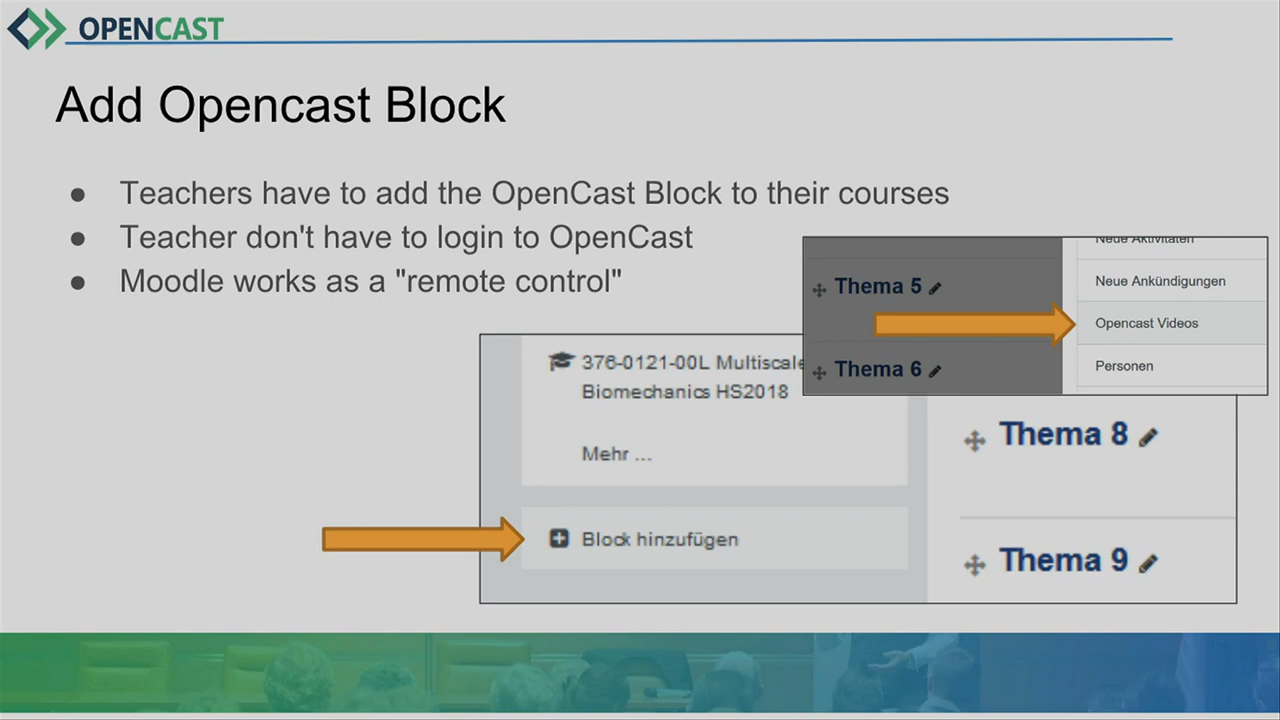 OPENCAST
Add Opencast Block
● Teachers have to add the OpenCast Block to their courses
● Teacher don't have to login to OpenCast
● Moodle works as a "remote control"
Neue Aktivitäten
Thema 5
Neue Ankündigungen
Opencast Videos
Thema 6
Personen
376-0121-00L Multiscale
Biomechanics HS2018
Mehr ...
Thema 8
Block hinzufügen
Thema 9